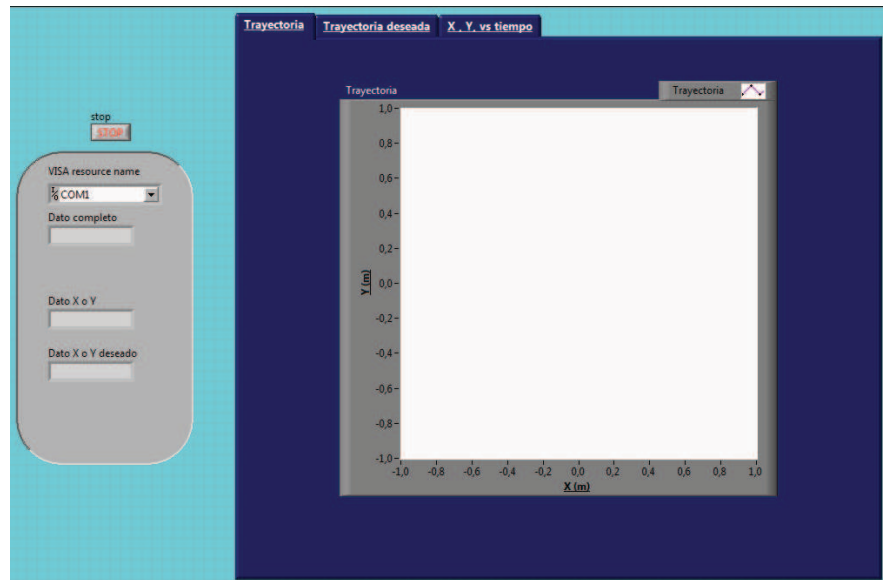 Trayectoria Trayectoria deseada X , Y, vs tiempo
stop
STOP
VISA resource name
COM1
Dato completo
Dato X o Y
Dato X o Y deseado
Trayectoria Trayectoria
1,0
0,8
0,6
0,4
0,2
0,0
-0,2
-0,4
-0,6
-0,8
-1,0
Y (m)
-1,0 -0,8 -0,6 -0,4 -0,2 0,0 0,2 0,4 0,6 0,8 1,0
X (m)